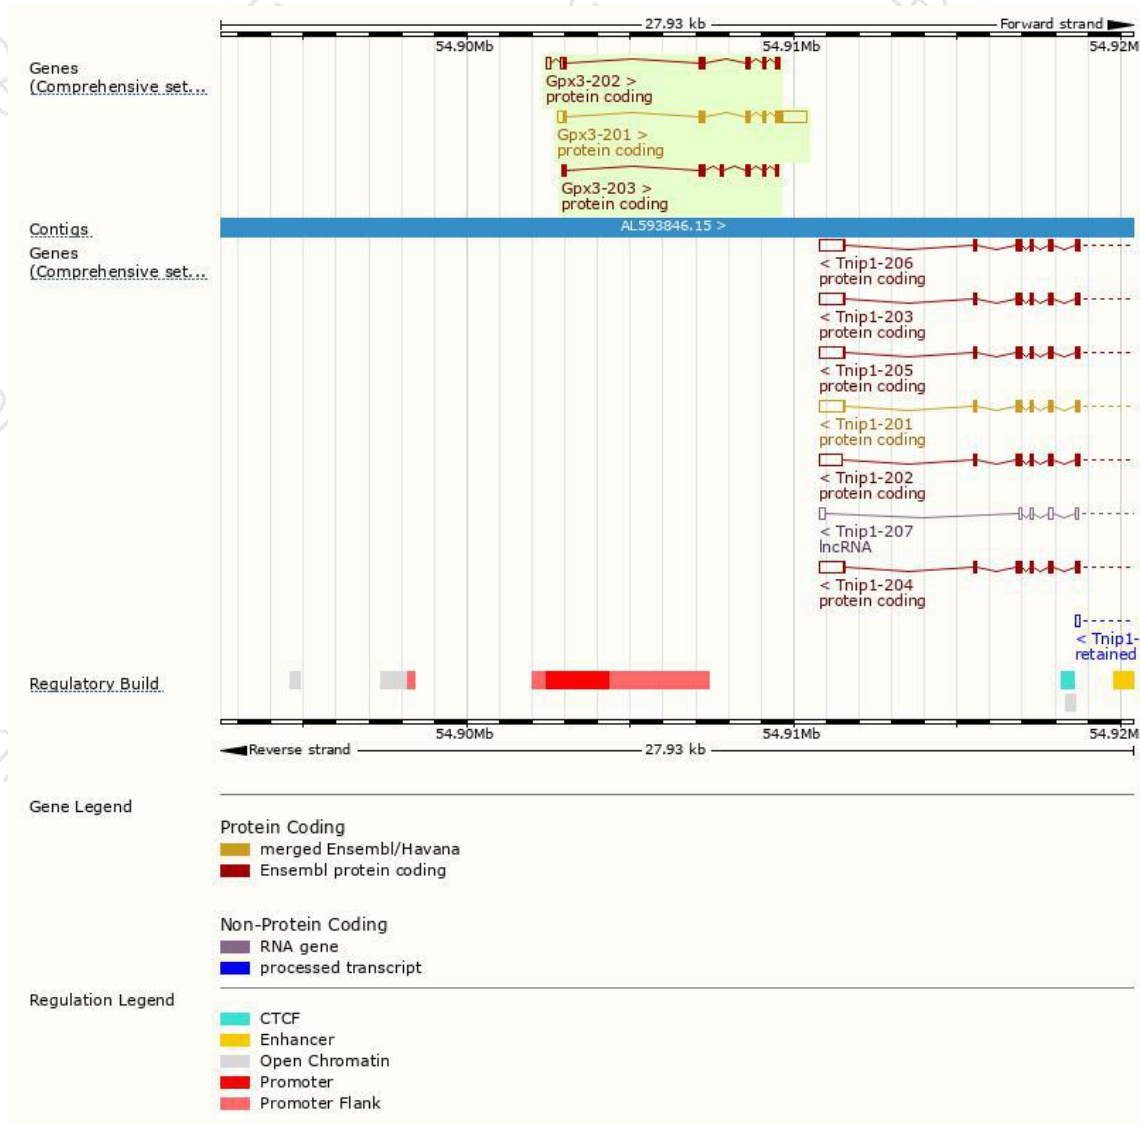 27.93 kb
Forward strand
54.90Mb
54.91Mb
54.92M
Genes
(Comprehensive set...
Gpx3-202 >
protein coding
Gpx3-201 >
protein coding
Gpx3-203 >
protein coding
Contigs
AL593846.15 >
Genes
(Comprehensive set...
< Tnip1-206
protein coding
< Tnip1-203
protein coding
< Tnip1-205
protein coding
< Tnip1-201
protein coding
< Tnip1-202
protein coding
< Tnip1-207
lncRNA
< Tnip1-204
protein coding
< Tnip1-
retained
Regulatory Build
54.90Mb
54.91Mb
54.92M
Reverse strand
27.93 kb
Gene Legend
Protein Coding
merged Ensembl/Havana
Ensembl protein coding
Non-Protein Coding
RNA gene
processed transcript
Regulation Legend
CTCF
Enhancer
Open Chromatin
Promoter
Promoter Flank